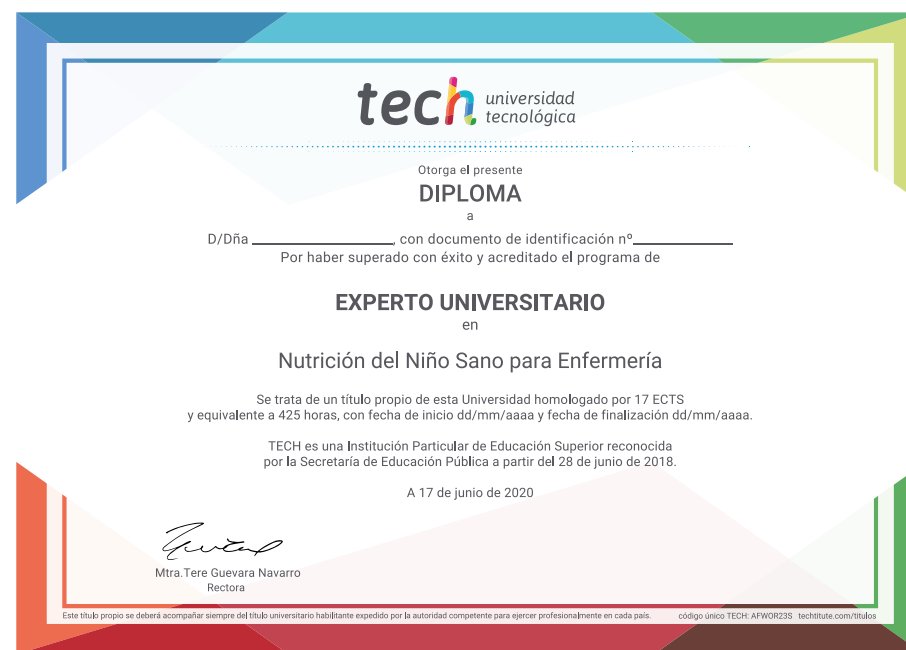 tech universidad
tecnológica
Otorga el presente
DIPLOMA
a
D/Dña ____________, con documento de identificación nº____________
Por haber superado con éxito y acreditado el programa de
EXPERTO UNIVERSITARIO
en
Nutrición del Niño Sano para Enfermería
Se trata de un título propio de esta Universidad homologado por 17 ECTS
y equivalente a 425 horas, con fecha de inicio dd/mm/aaaa y fecha de finalización dd/mm/aaaa.
TECH es una Institución Particular de Educación Superior reconocida
por la Secretaría de Educación Pública a partir del 28 de junio de 2018.
A 17 de junio de 2020
Mtra.Tere Guevara Navarro
Rectora
Este título propio se deberá acompañar siempre del título universitario habilitante expedido por la autoridad competente para ejercer profesionalmente en cada país. código único TECH: AFWOR23S techtitute.com/titulos